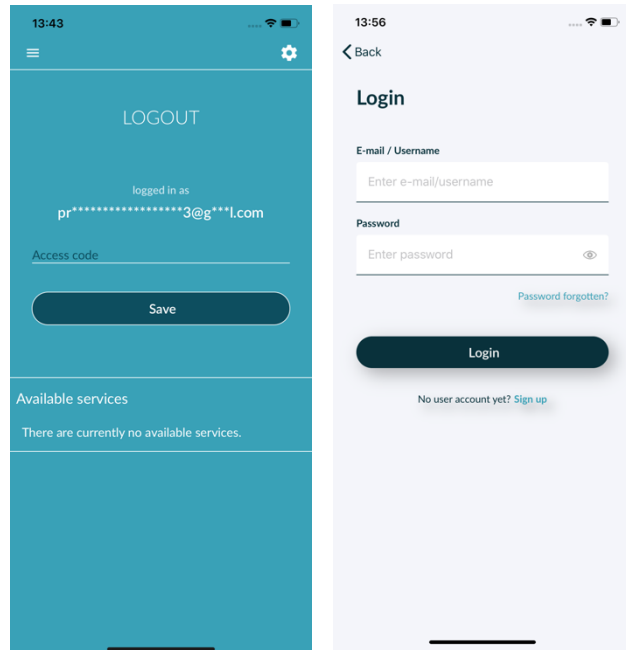 13:43
LOGOUT
logged in as
pr******************3@g***l.com
Access code
Save
Available services
There are currently no available services.
13:56
Back
Login
E-mail / Username
Enter e-mail/username
Password
Enter password
Password forgotten?
Login
No user account yet? Sign up